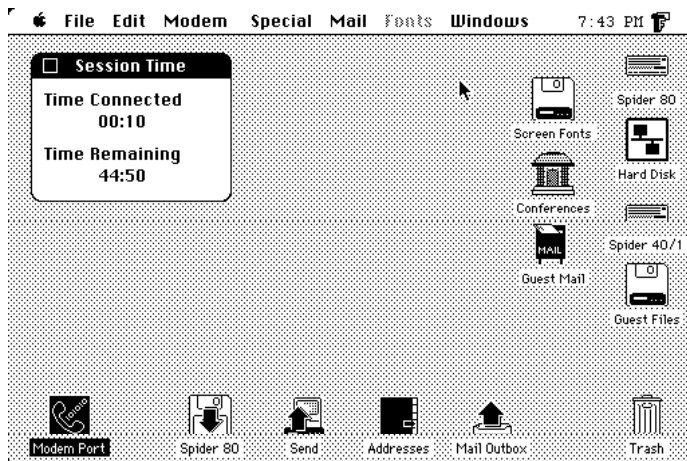 File Edit Modem Special Mail Fonts Windows 7:43 PM
Session Time
Time Connected
00:10
Time Remaining
44:50
Spider 80
Screen Fonts
Hard Disk
Conferences
MAIL
Spider 40/1
Guest Mail
Guest Files
Modem Port
Spider 80
Send
Addresses
Mail Outbox
Trash